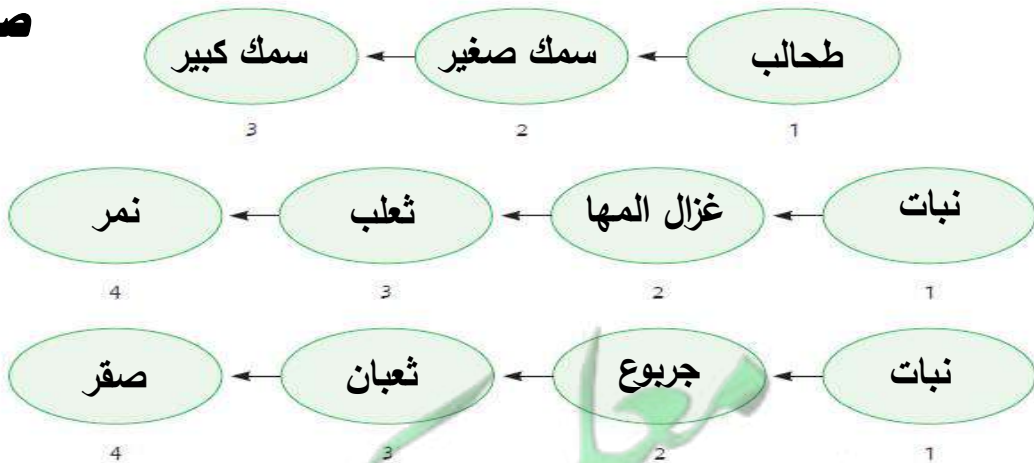 صـ
طحالب سمك صغير سمك كبير
1 2 3
نبات غزال المها ثعلب نمر
1 2 3 4
نبات جربوع ثعبان صقر
1 2 3 4